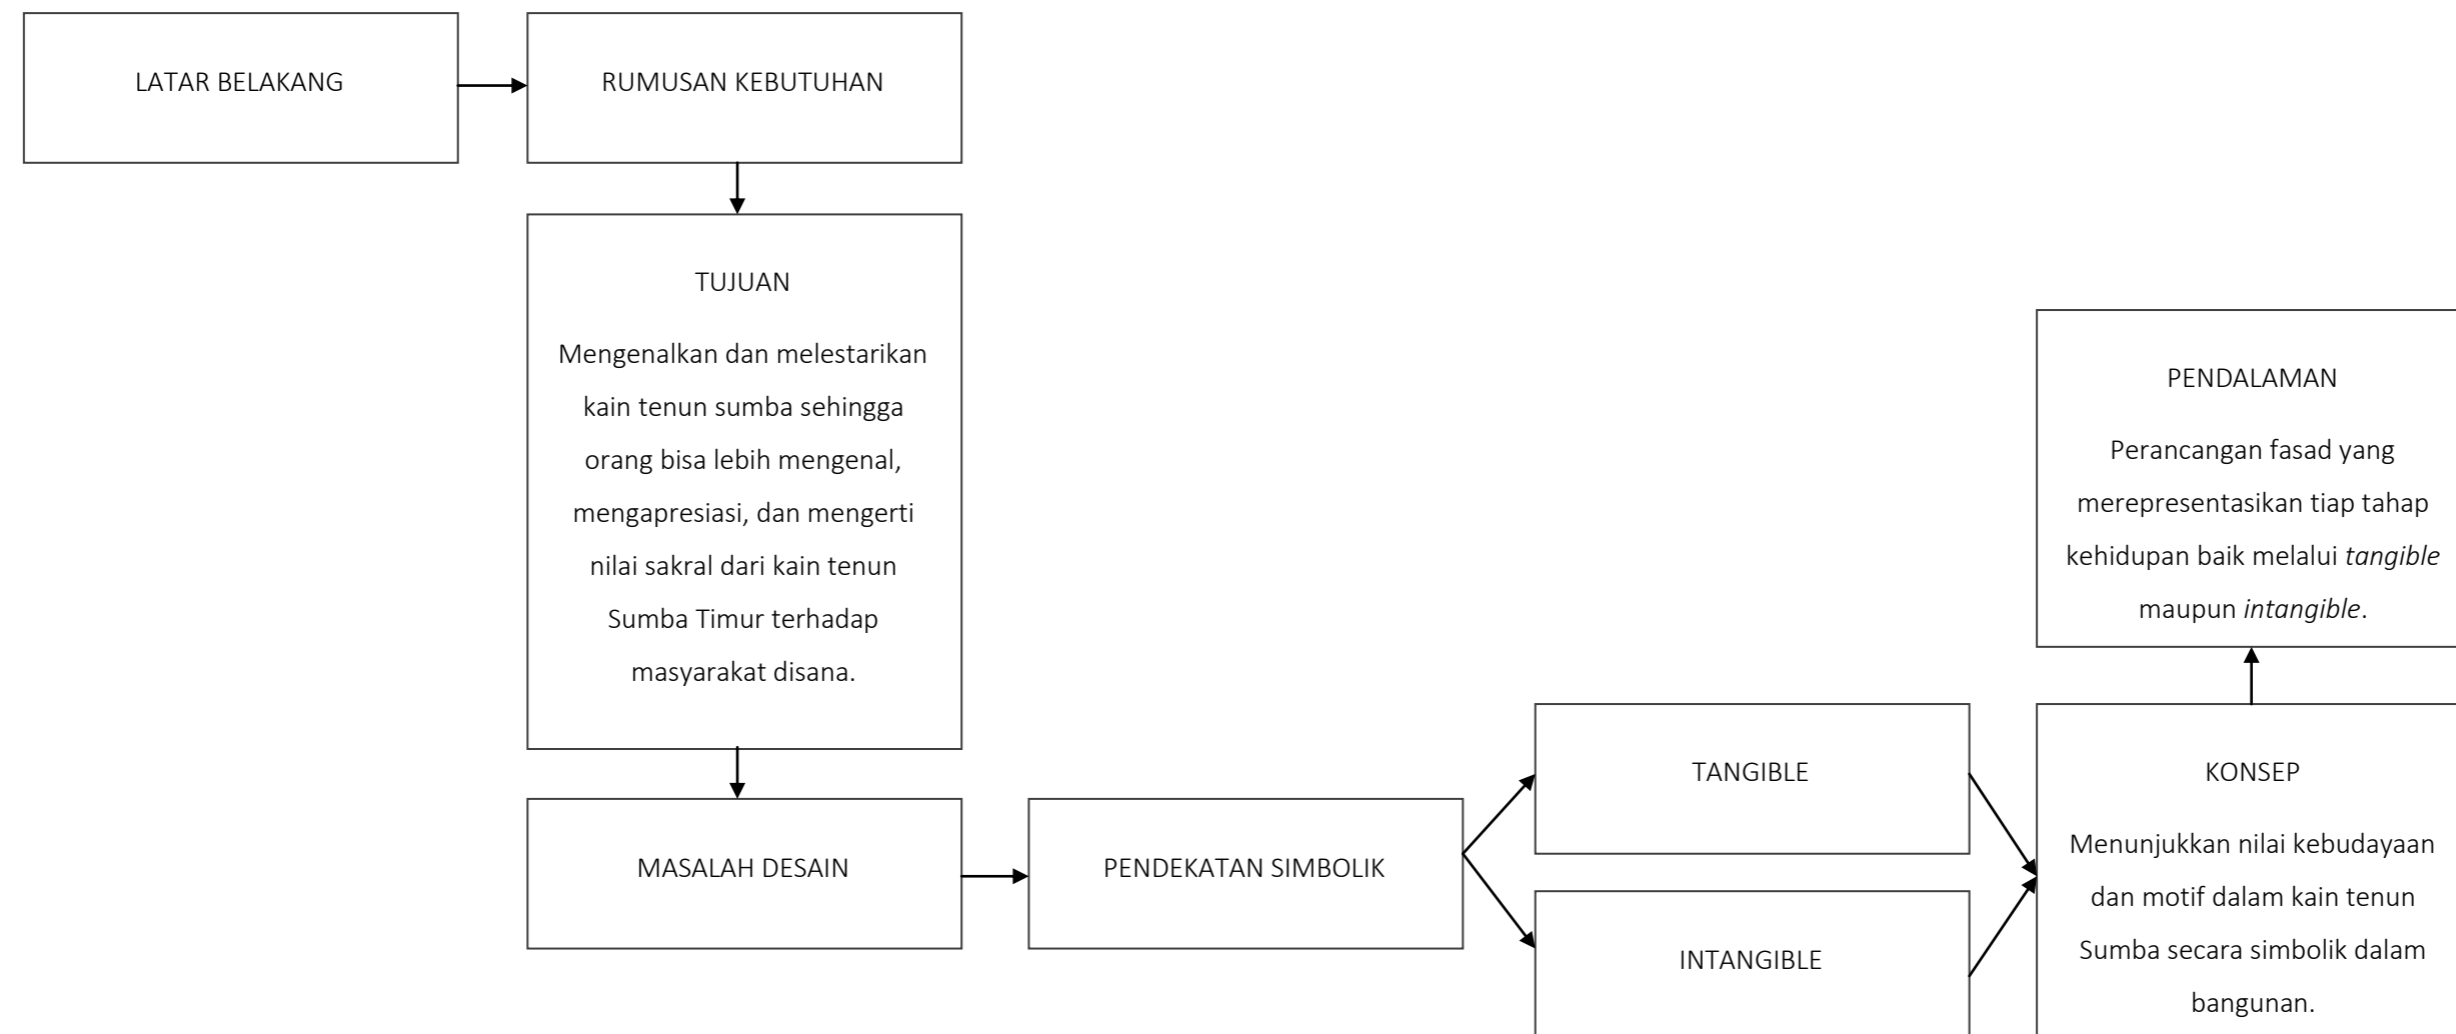 LATAR BELAKANG
RUMUSAN KEBUTUHAN
TUJUAN
Mengenalkan dan melestarikan
kain tenun sumba sehingga
orang bisa lebih mengenal,
mengapresiasi, dan mengerti
nilai sakral dari kain tenun
Sumba Timur terhadap
masyarakat disana.
MASALAH DESAIN
PENDEKATAN SIMBOLIK
TANGIBLE
INTANGIBLE
KONSEP
Menunjukkan nilai kebudayaan
dan motif dalam kain tenun
Sumba secara simbolik dalam
bangunan.
PENDALAMAN
Perancangan fasad yang
merepresentasikan tiap tahap
kehidupan baik melalui tangible
maupun intangible.